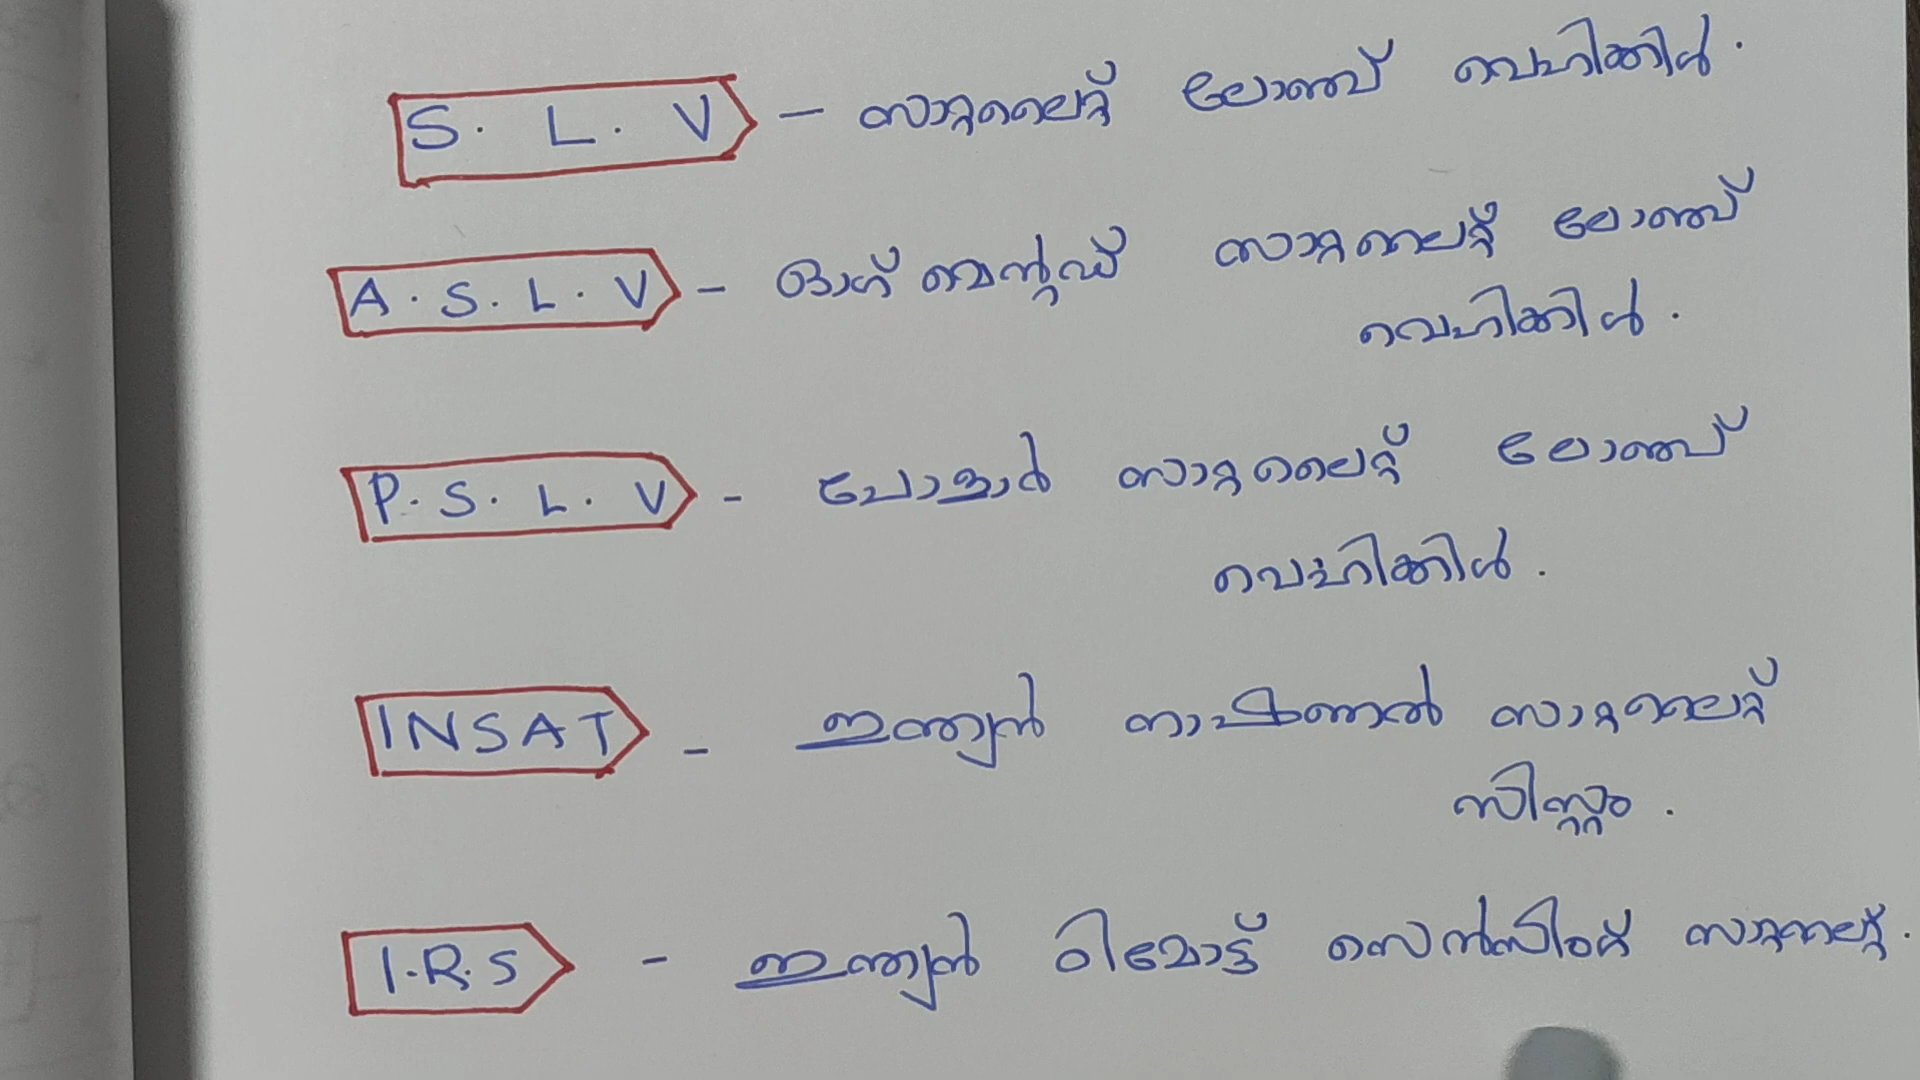 S. L. V - സാറ്റലൈറ്റ് ലോഞ്ച് വെഹിക്കിൾ.
A. S. L. V - ഓഗ് മെന്റഡ് സാറ്റലൈറ്റ് ലോഞ്ച്
വെഹിക്കിൾ.
P. S. L. V - പോളാർ സാറ്റലൈറ്റ് ലോഞ്ച്
വെഹിക്കിൾ.
INSAT - ഇന്ത്യൻ നാഷണൽ സാറ്റലൈറ്റ്
സിസ്റ്റം.
I.R.S - ഇന്ത്യൻ റിമോട്ട് സെൻസിംഗ് സാറ്റലൈറ്റ്.